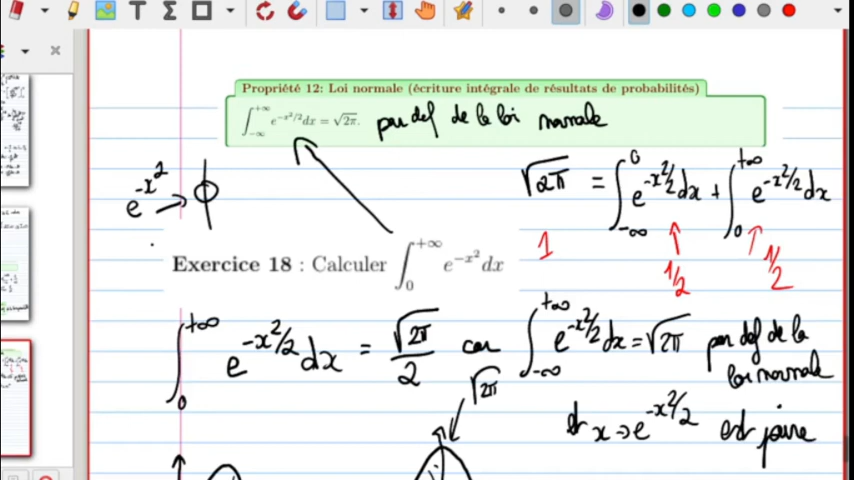 Propriété 12: Loi normale (écriture intégrale de résultats de probabilités)
∫_{-∞}^{+∞} e^{-x²/2}dx = √2π. par def de la loi normale
e^{-x²} → Φ
√2π = ∫_{-∞}^{0} e^{-x²/2} dx + ∫_{0}^{+∞} e^{-x²/2} dx
1 1/2 1/2
Exercice 18 : Calculer ∫_{0}^{+∞} e^{-x²} dx
∫_{0}^{+∞} e^{-x²/2} dx = √2π/2 car ∫_{-∞}^{+∞} e^{-x²/2} dx = √2π par def de la
loi normale
√2π
et x → e^{-x²/2} est paire